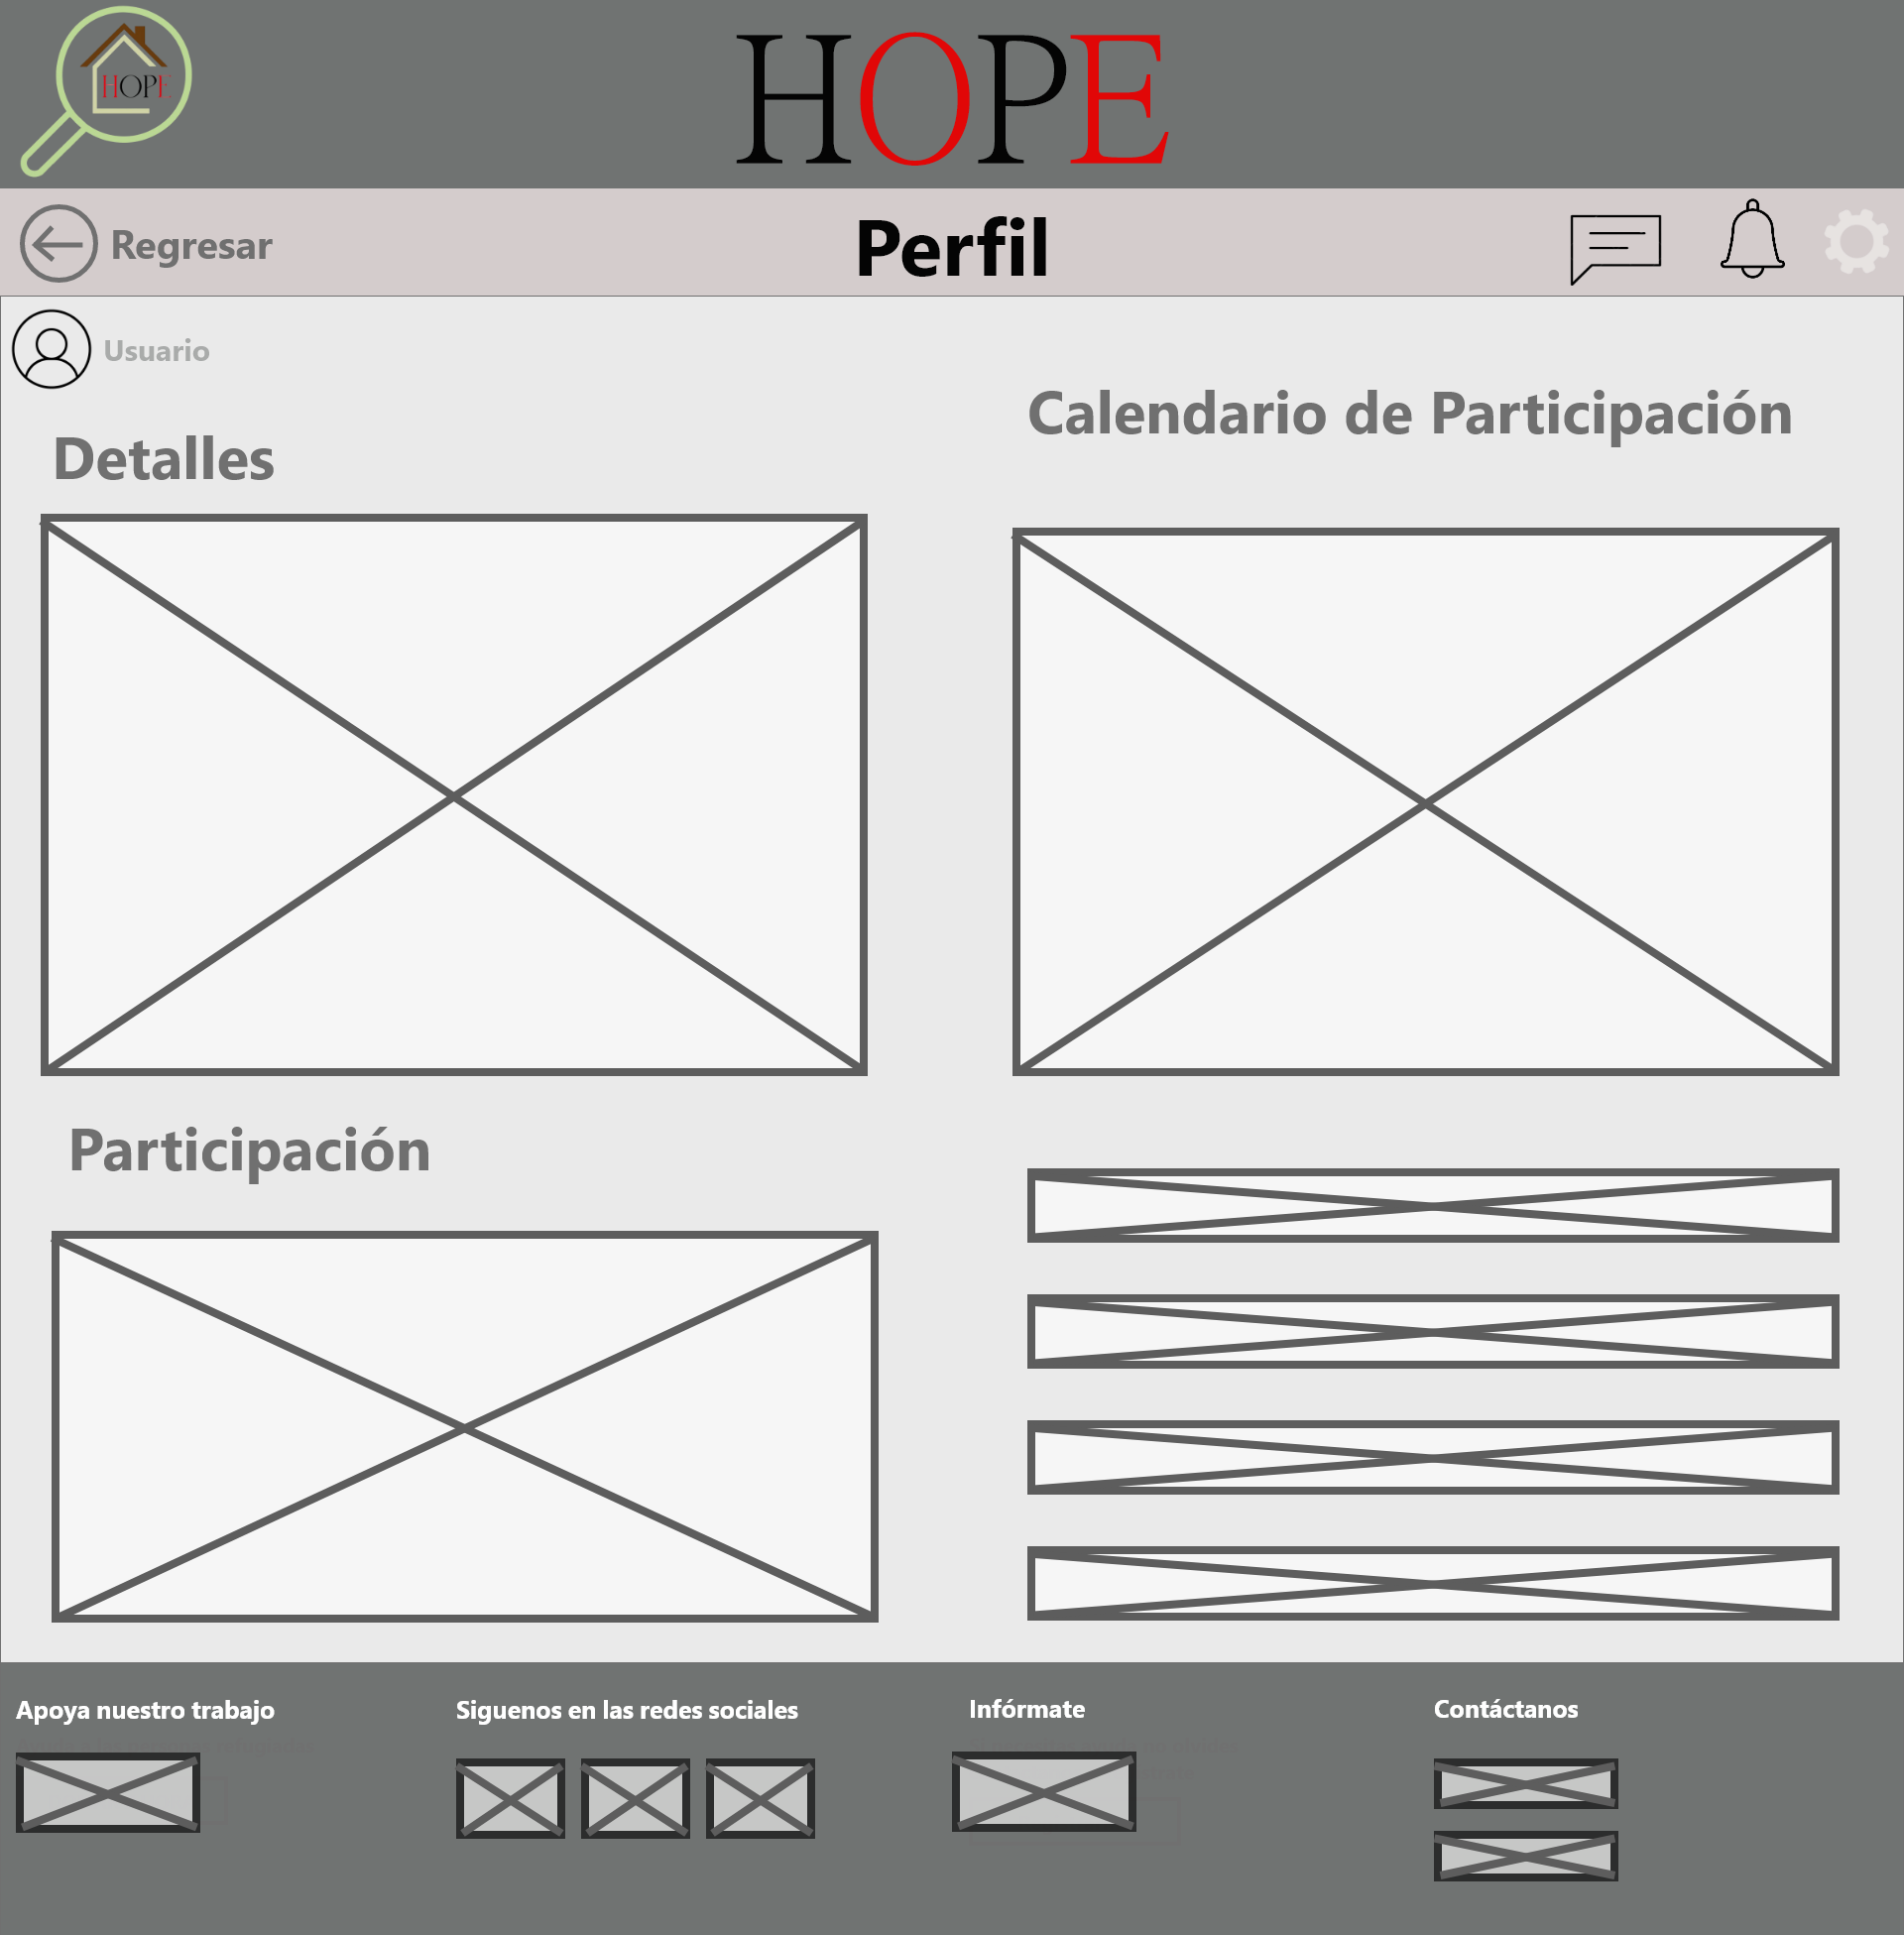 HOPE
HOPE
Regresar
Perfil
Usuario
Detalles
Calendario de Participación
Participación
Apoya nuestro trabajo
Siguenos en las redes sociales
Infórmate
Contáctanos